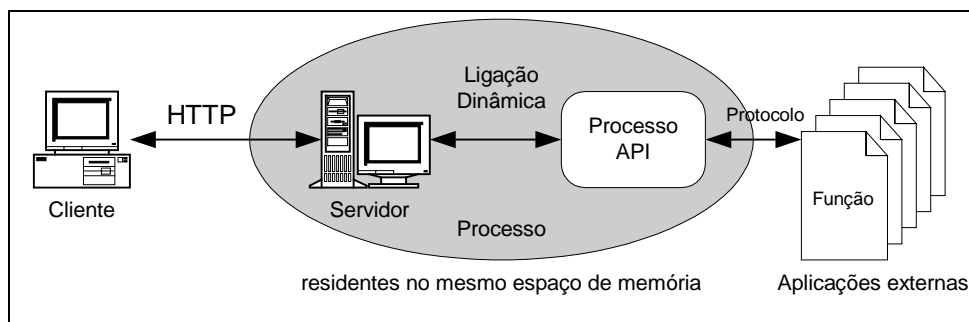 HTTP
Ligação
Dinâmica
Processo
API
Protocolo
Função
Cliente
Servidor
Processo
residentes no mesmo espaço de memória
Aplicações externas